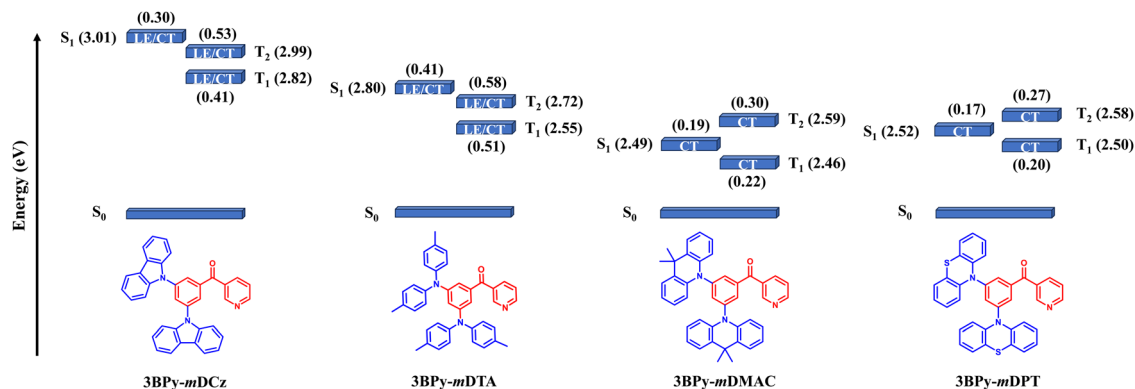 Energy (eV)
(0.30)
S1 (3.01)
LE/CT
(0.53)
LE/CT
T2 (2.99)
LE/CT
T1 (2.82)
(0.41)
S0
N
N
O
N
3BPy-mDCz
(0.41)
S1 (2.80)
LE/CT
(0.58)
LE/CT
T2 (2.72)
LE/CT
T1 (2.55)
(0.51)
S0
N
N
O
N
3BPy-mDTA
(0.19)
S1 (2.49)
CT
(0.30)
CT
T2 (2.59)
CT
T1 (2.46)
(0.22)
S0
N
N
O
N
3BPy-mDMAC
(0.17)
S1 (2.52)
CT
(0.27)
CT
T2 (2.58)
CT
T1 (2.50)
(0.20)
S0
S
N
O
N
N
S
3BPy-mDPT